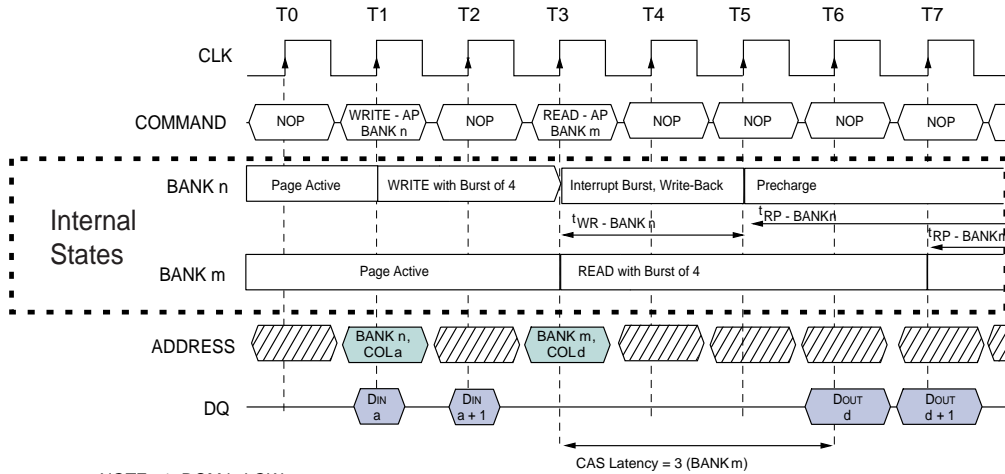 T0 T1 T2 T3 T4 T5 T6 T7
CLK
COMMAND NOP WRITE - AP BANK n NOP READ - AP BANK m NOP NOP NOP NOP
BANK n Page Active WRITE with Burst of 4 Interrupt Burst, Write-Back Precharge
Internal
States
tWR - BANK n tRP - BANK n
tRP - BANK
BANK m Page Active READ with Burst of 4
ADDRESS BANK n, COL a BANK m, COL d
DQ DIN a DIN a + 1 DOUT d DOUT d + 1
CAS Latency = 3 (BANK m)